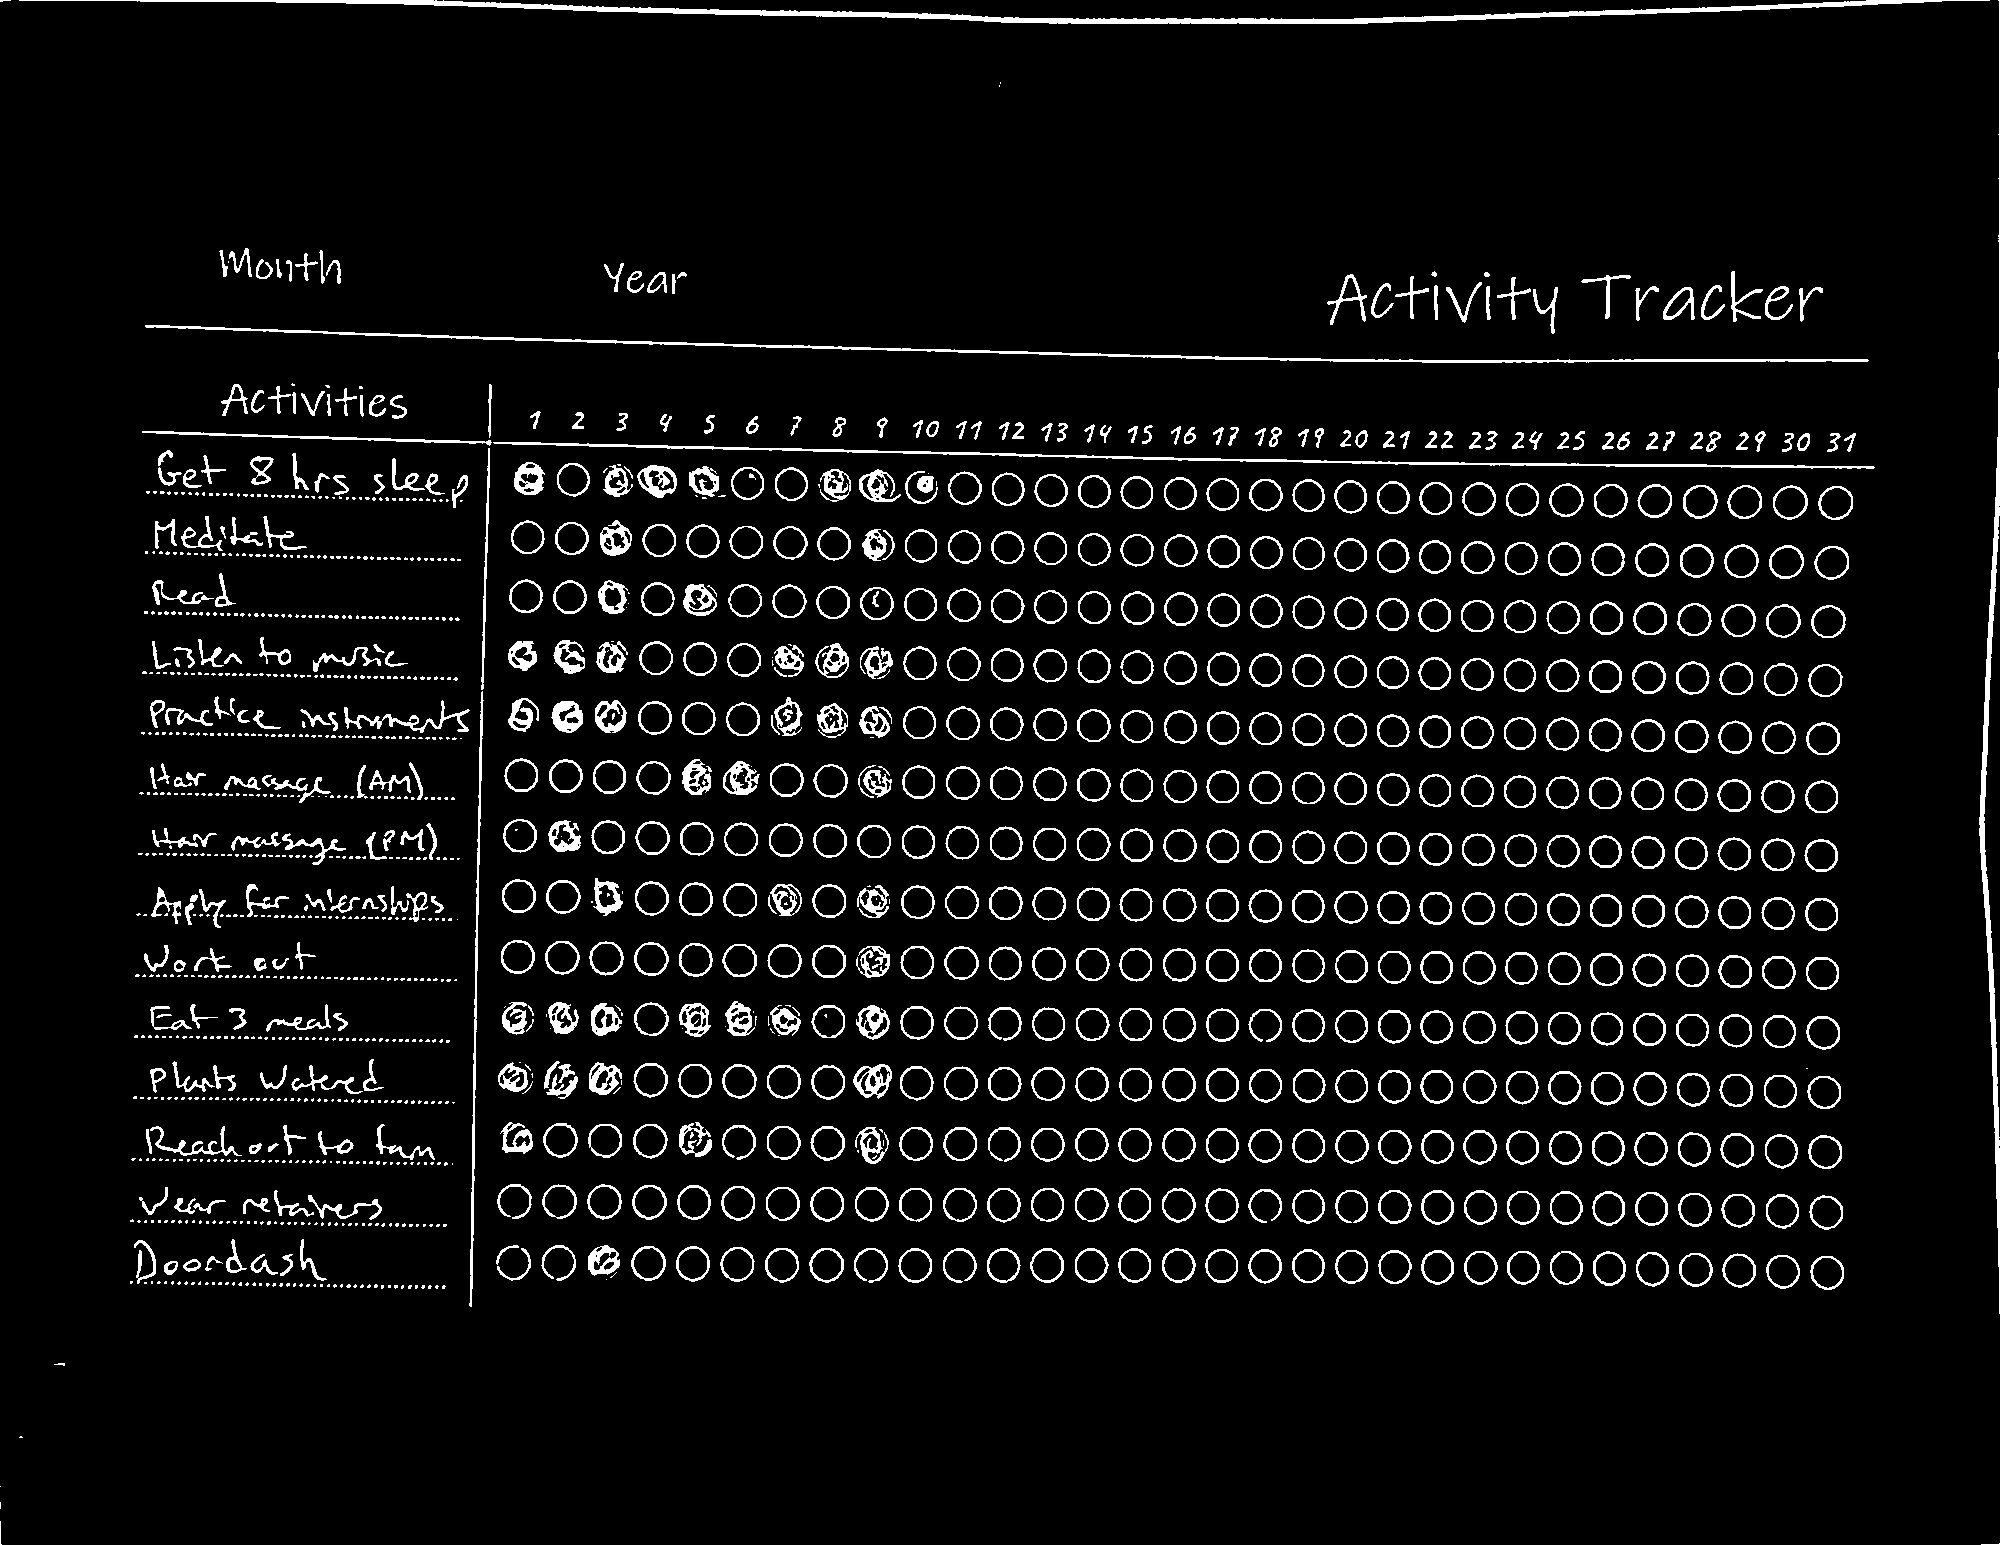 Month Year Activity Tracker
Activities 1 2 3 4 5 6 7 8 9 10 11 12 13 14 15 16 17 18 19 20 21 22 23 24 25 26 27 28 29 30 31
Get 8 hrs sleep
Meditate
Read
Listen to music
Practice instruments
Hair massage (AM)
Hair massage (PM)
Apply for internships
Work out
Eat 3 meals
Plants Watered
Reach out to fam
Wear retainers
Doordash